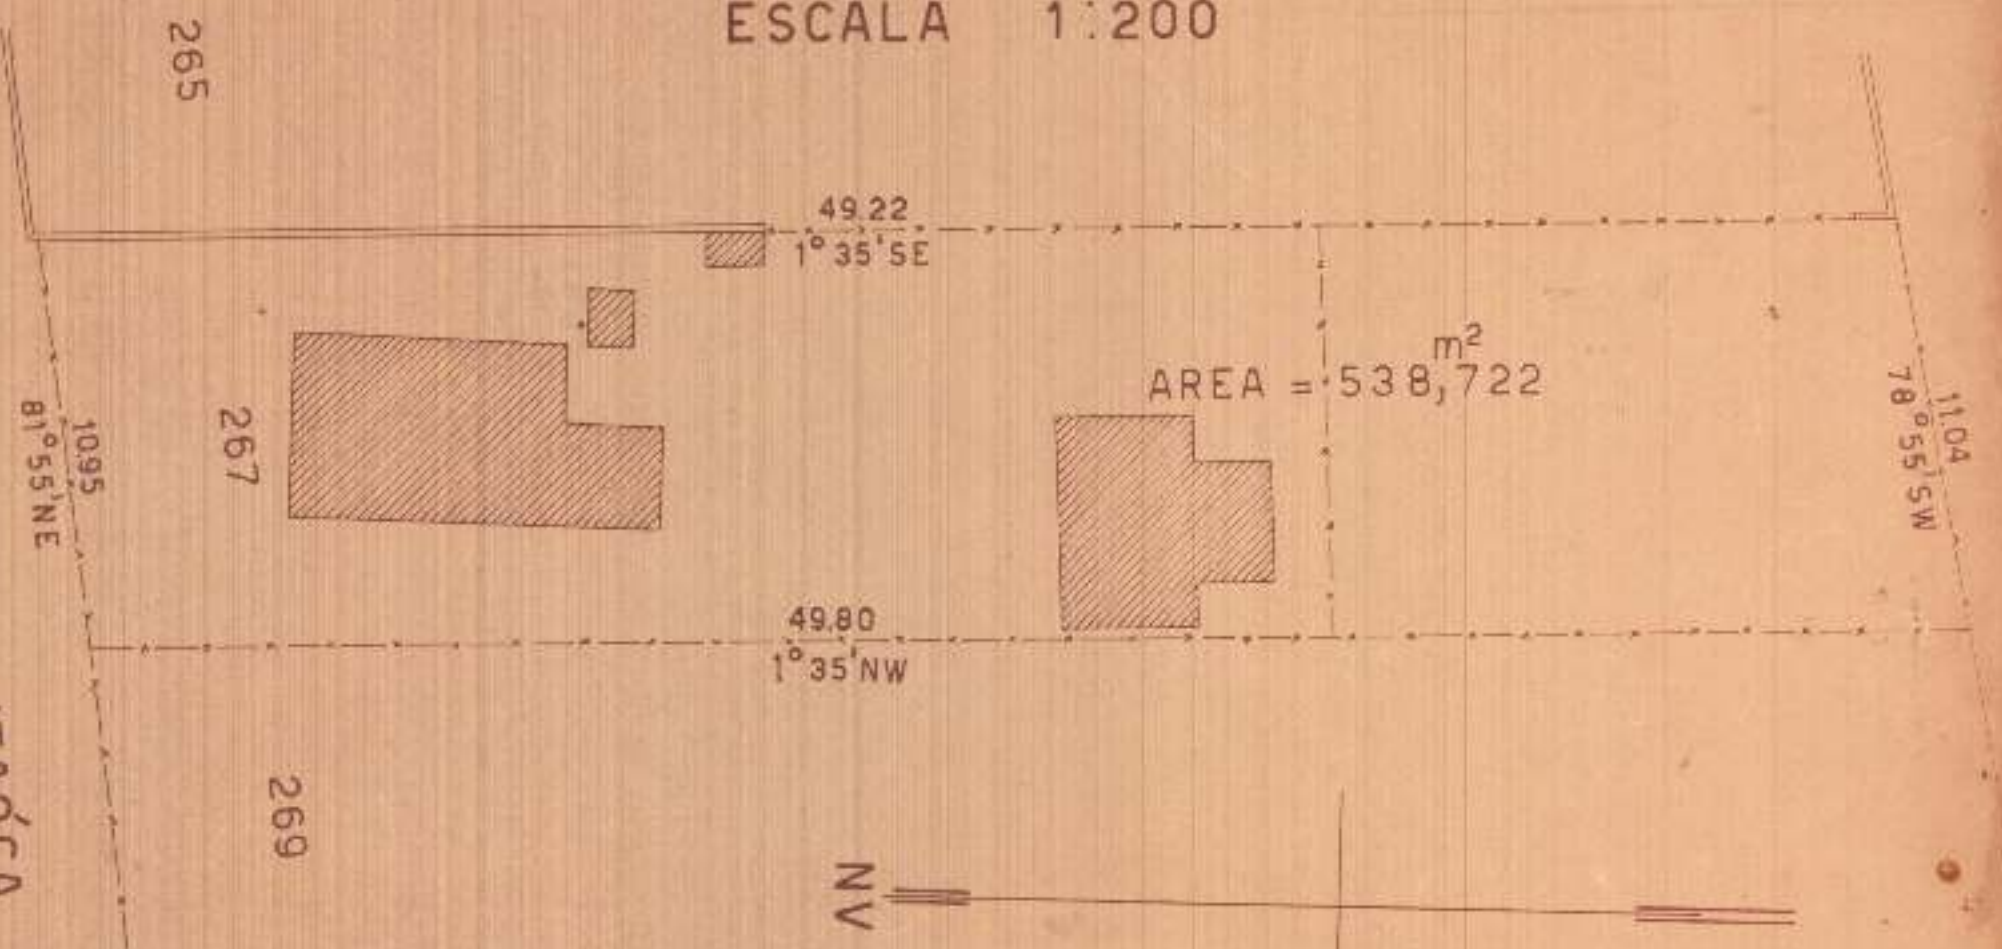 ESCALA 1:200
265
49.22
1° 35' SE
m²
AREA = 538,722
11.04
78° 55' SW
10.95
81° 55' NE
267
49.80
1° 35' NW
269
NV